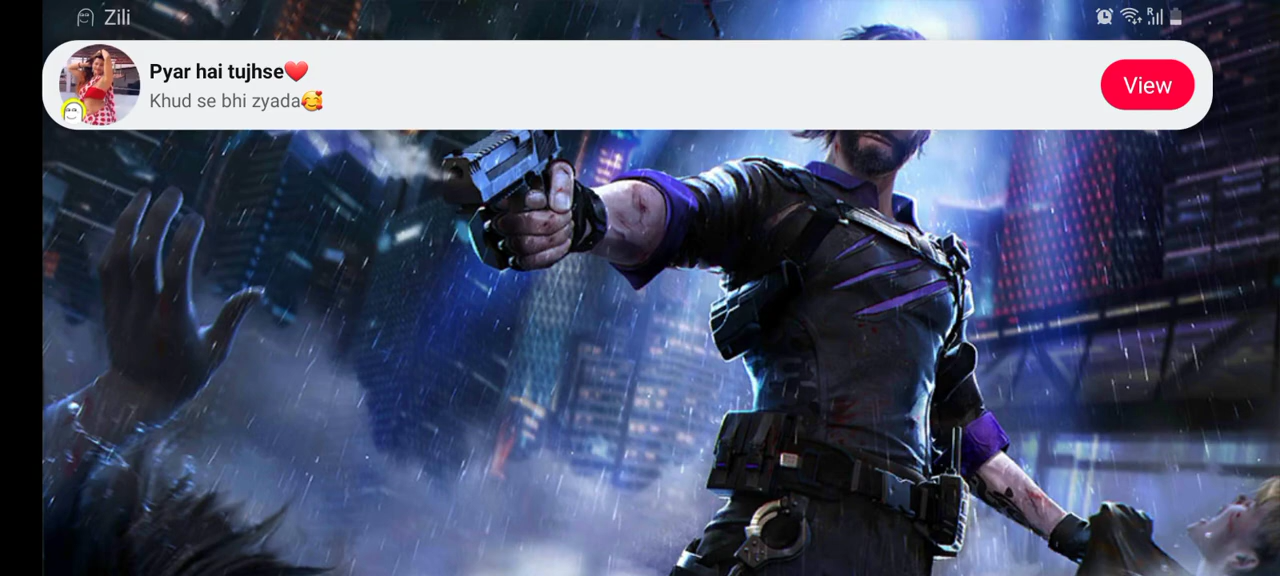 Zili
R
Pyar hai tujhse❤️
Khud se bhi zyada🥰
View